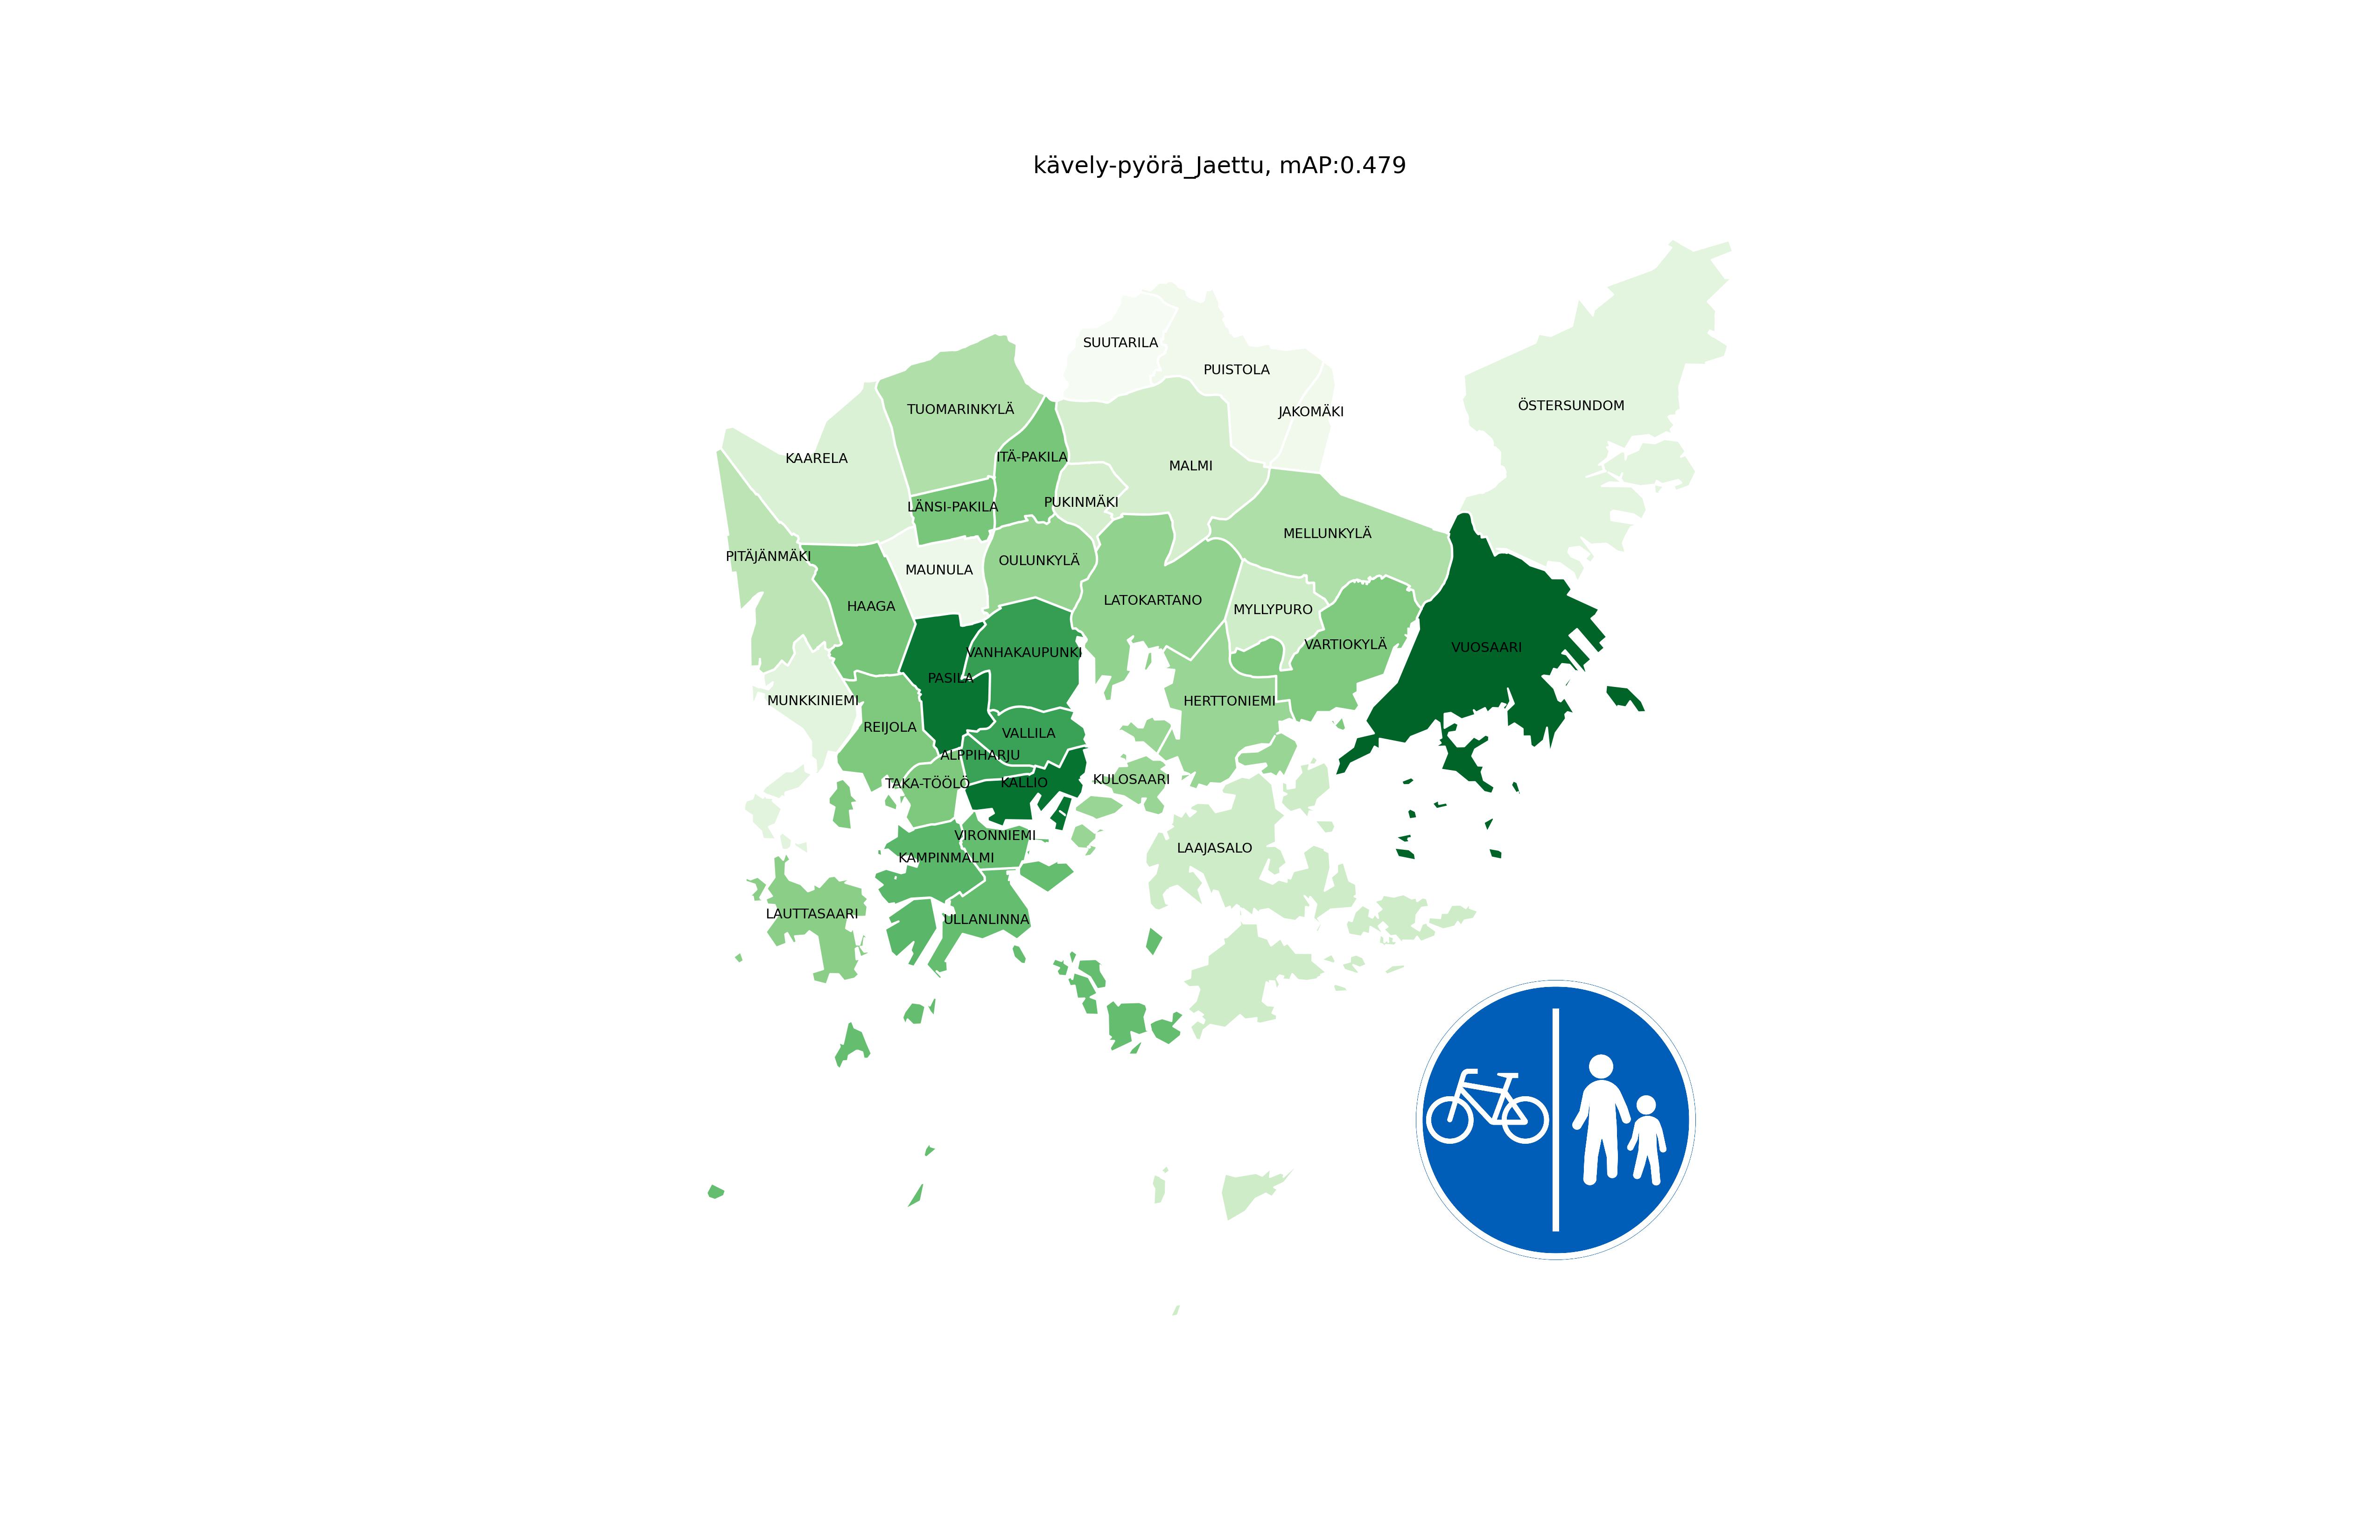 kävely-pyörä_Jaettu, mAP:0.479
SUUTARILA
PUISTOLA
TUOMARINKYLÄ
JAKOMÄKI
ÖSTERSUNDOM
KAARELA
ITÄ-PAKILA
MALMI
LÄNSI-PAKILA
PUKINMÄKI
MELLUNKYLÄ
PITÄJÄNMÄKI
MAUNULA
OULUNKYLÄ
HAAGA
LATOKARTANO
MYLLYPURO
VARTIOKYLÄ
VUOSAARI
VANHAKAUPUNKI
PASILA
MUNKKINIEMI
HERTTONIEMI
REIJOLA
VALLILA
ALPPIHARJU
TAKA-TÖÖLÖ
KALLIO
KULOSAARI
VIRONNIEMI
KAMPINMALMI
LAAJASALO
LAUTTASAARI
ULLANLINNA